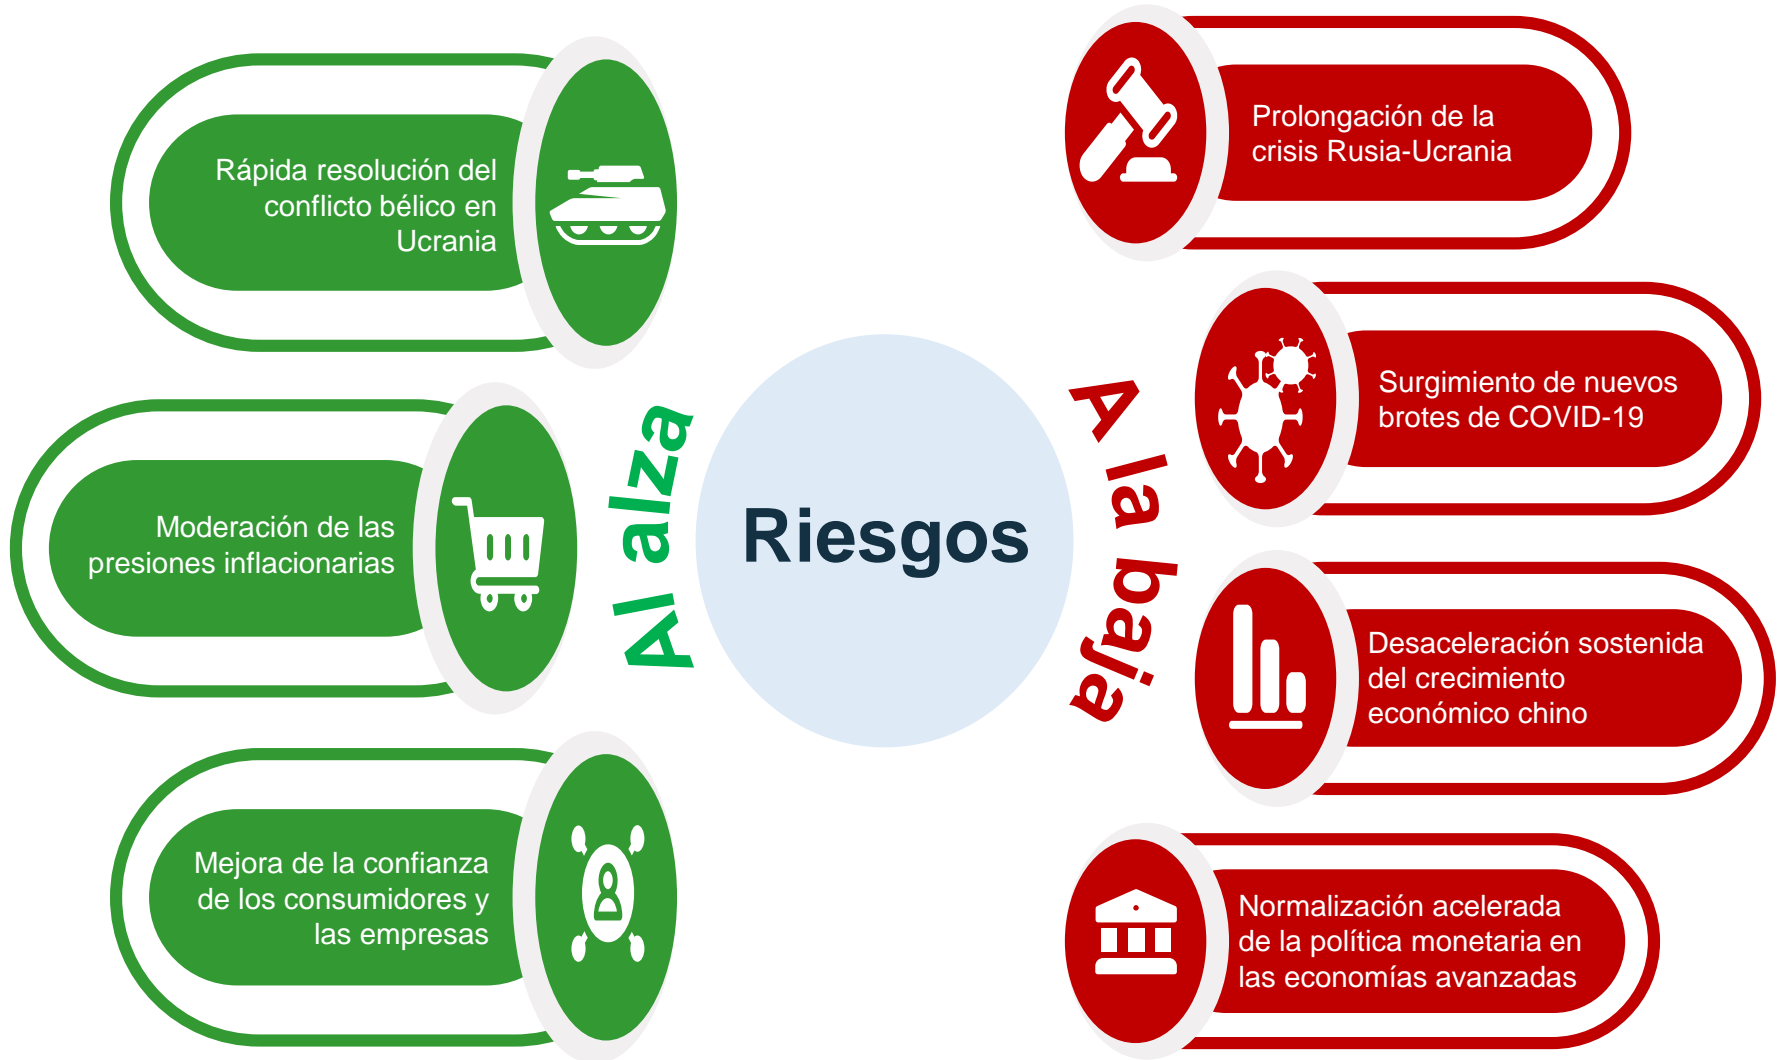 Rápida resolución del
conflicto bélico en
Ucrania
Moderación de las
presiones inflacionarias
Mejora de la confianza
de los consumidores y
las empresas
Al alza
Riesgos
A la baja
Prolongación de la
crisis Rusia-Ucrania
Surgimiento de nuevos
brotes de COVID-19
Desaceleración sostenida
del crecimiento
económico chino
Normalización acelerada
de la política monetaria en
las economías avanzadas